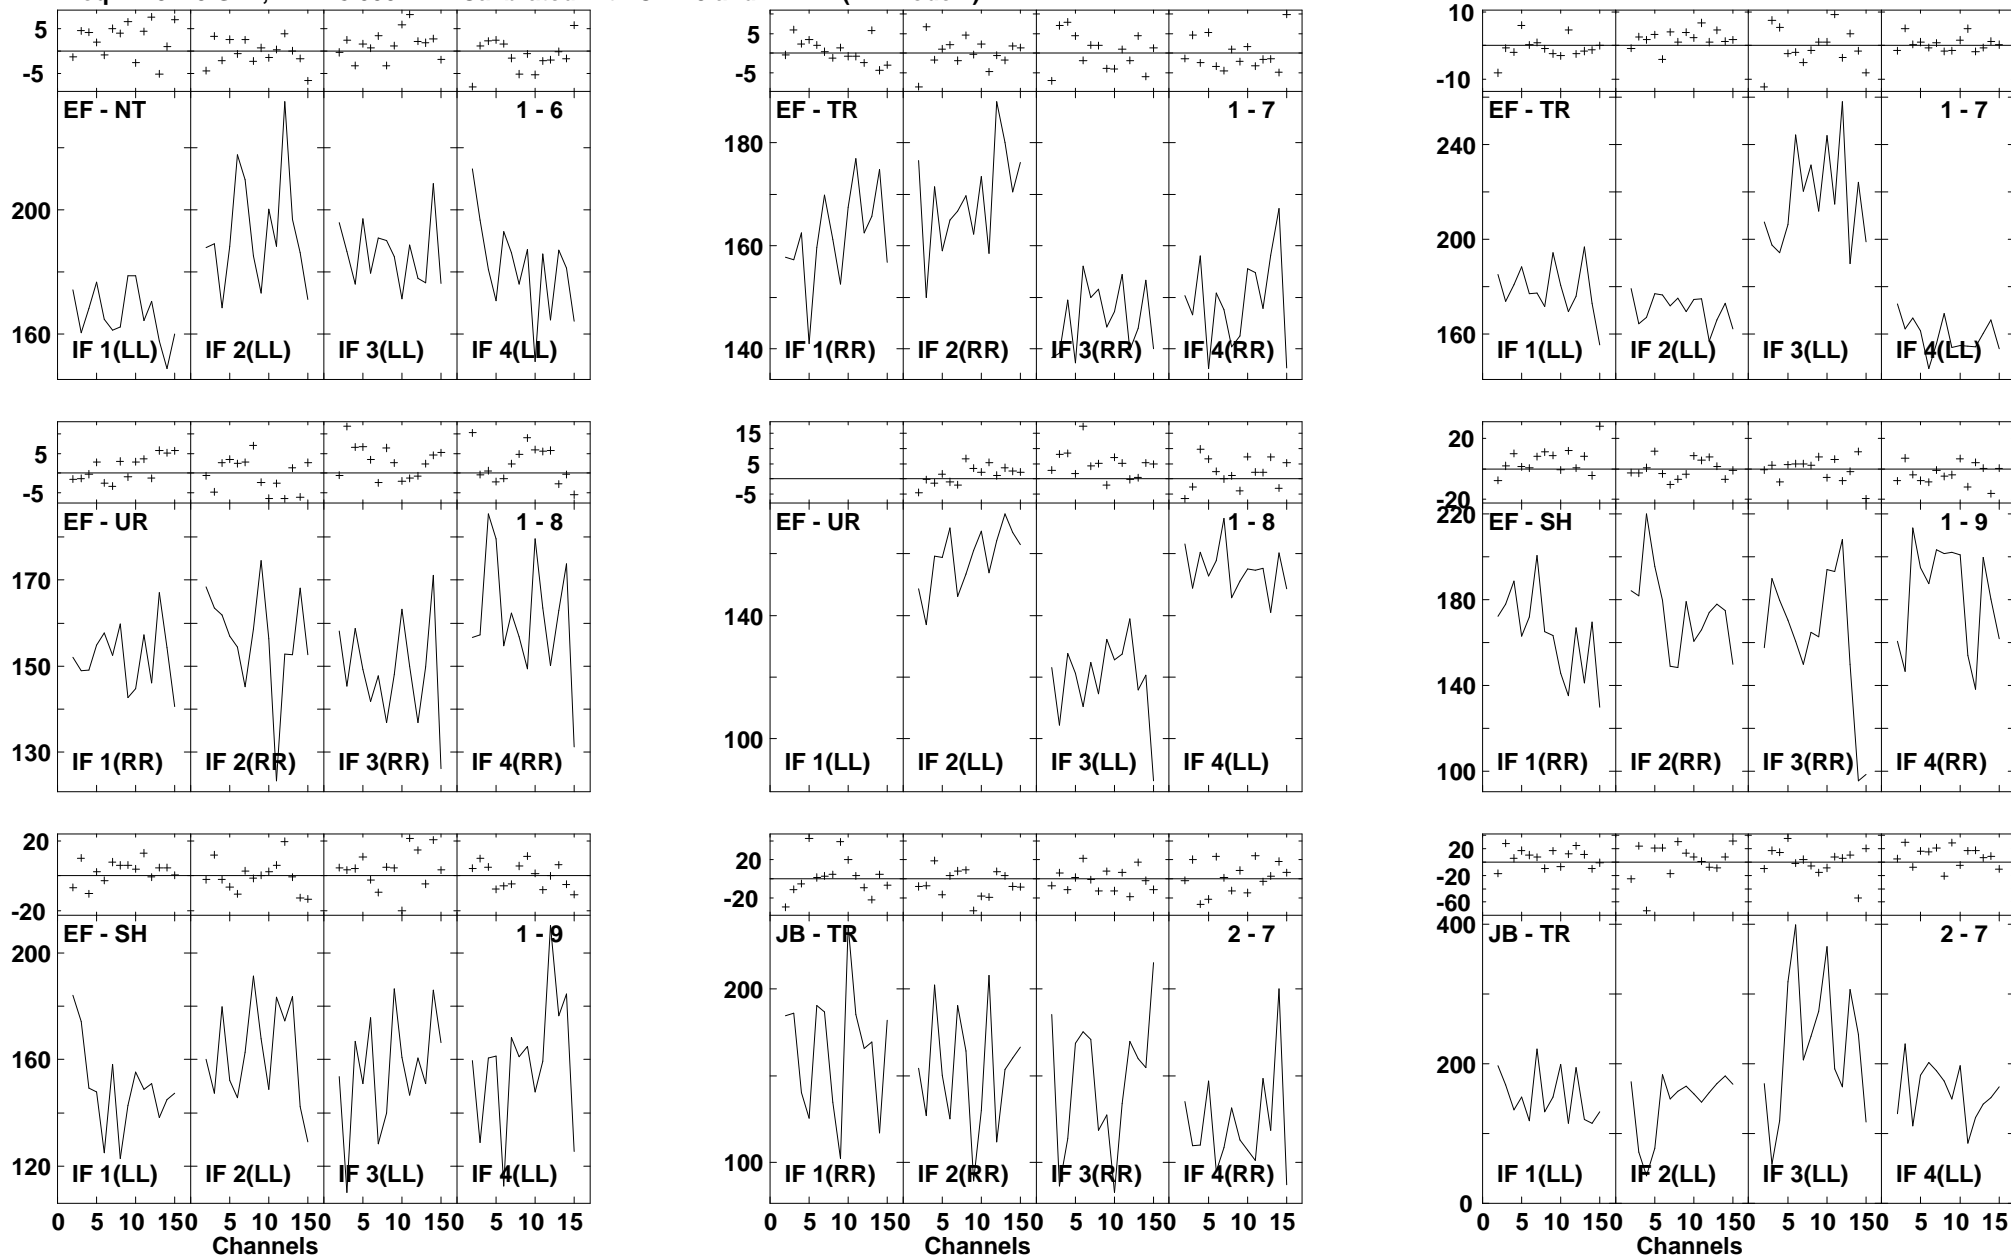 5 5 10
-5 -5 -10
EF - NT 1 - 6 EF - TR 1 - 7 EF - TR 1 - 7
180 240
200 160 200
160 140 160
IF 1(LL) IF 2(LL) IF 3(LL) IF 4(LL) IF 1(RR) IF 2(RR) IF 3(RR) IF 4(RR) IF 1(LL) IF 2(LL) IF 3(LL) IF 4(LL)
5 15 5 20
-5 -5 -20
EF - UR 1 - 8 EF - UR 1 - 8 EF - SH 1 - 9
220
170 180
150 140 140
130 100 100
IF 1(RR) IF 2(RR) IF 3(RR) IF 4(RR) IF 1(LL) IF 2(LL) IF 3(LL) IF 4(LL) IF 1(RR) IF 2(RR) IF 3(RR) IF 4(RR)
20 20 20
-20 -20 -20 -60
EF - SH 1 - 9 JB - TR 2 - 7 JB - TR 2 - 7
200 200 400
160 200
120 100 0
IF 1(LL) IF 2(LL) IF 3(LL) IF 4(LL) IF 1(RR) IF 2(RR) IF 3(RR) IF 4(RR) IF 1(LL) IF 2(LL) IF 3(LL) IF 4(LL)
0 5 10 150 5 10 150 5 10 150 5 10 15 0 5 10 150 5 10 150 5 10 150 5 10 15 0 5 10 150 5 10 150 5 10 150 5 10 15
Channels Channels Channels